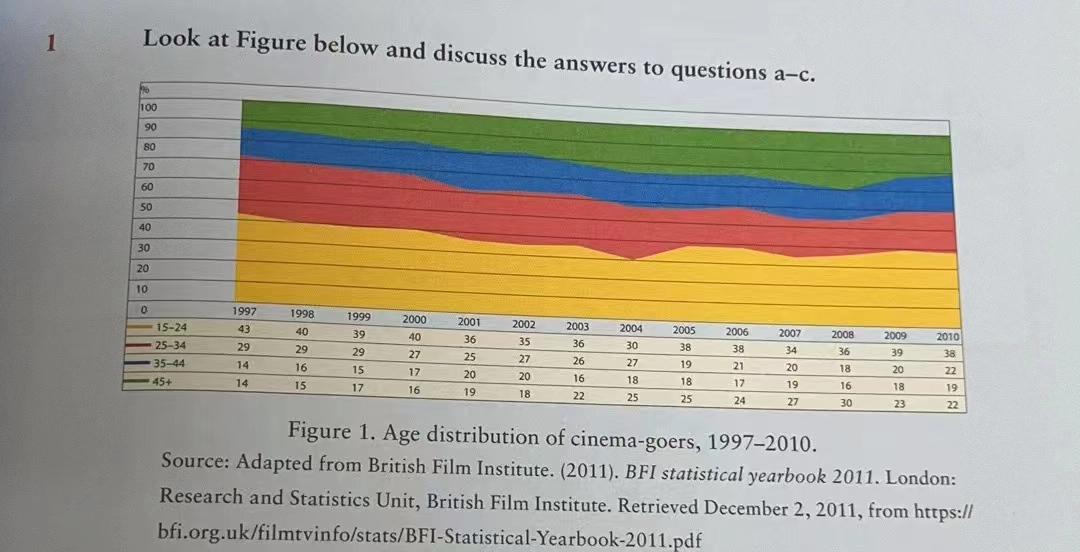 1 Look at Figure below and discuss the answers to questions a–c.
%
100
90
80
70
60
50
40
30
20
10
0 1997 1998 1999 2000 2001 2002 2003 2004 2005 2006 2007 2008 2009 2010
15–24 43 40 39 40 36 35 36 30 38 38 34 36 39 38
25–34 29 29 29 27 25 27 26 27 19 21 20 18 20 22
35–44 14 16 15 17 20 20 16 18 18 17 19 16 18 19
45+ 14 15 17 16 19 18 22 25 25 24 27 30 23 22
Figure 1. Age distribution of cinema-goers, 1997–2010.
Source: Adapted from British Film Institute. (2011). BFI statistical yearbook 2011. London:
Research and Statistics Unit, British Film Institute. Retrieved December 2, 2011, from https://
bfi.org.uk/filmtvinfo/stats/BFI-Statistical-Yearbook-2011.pdf